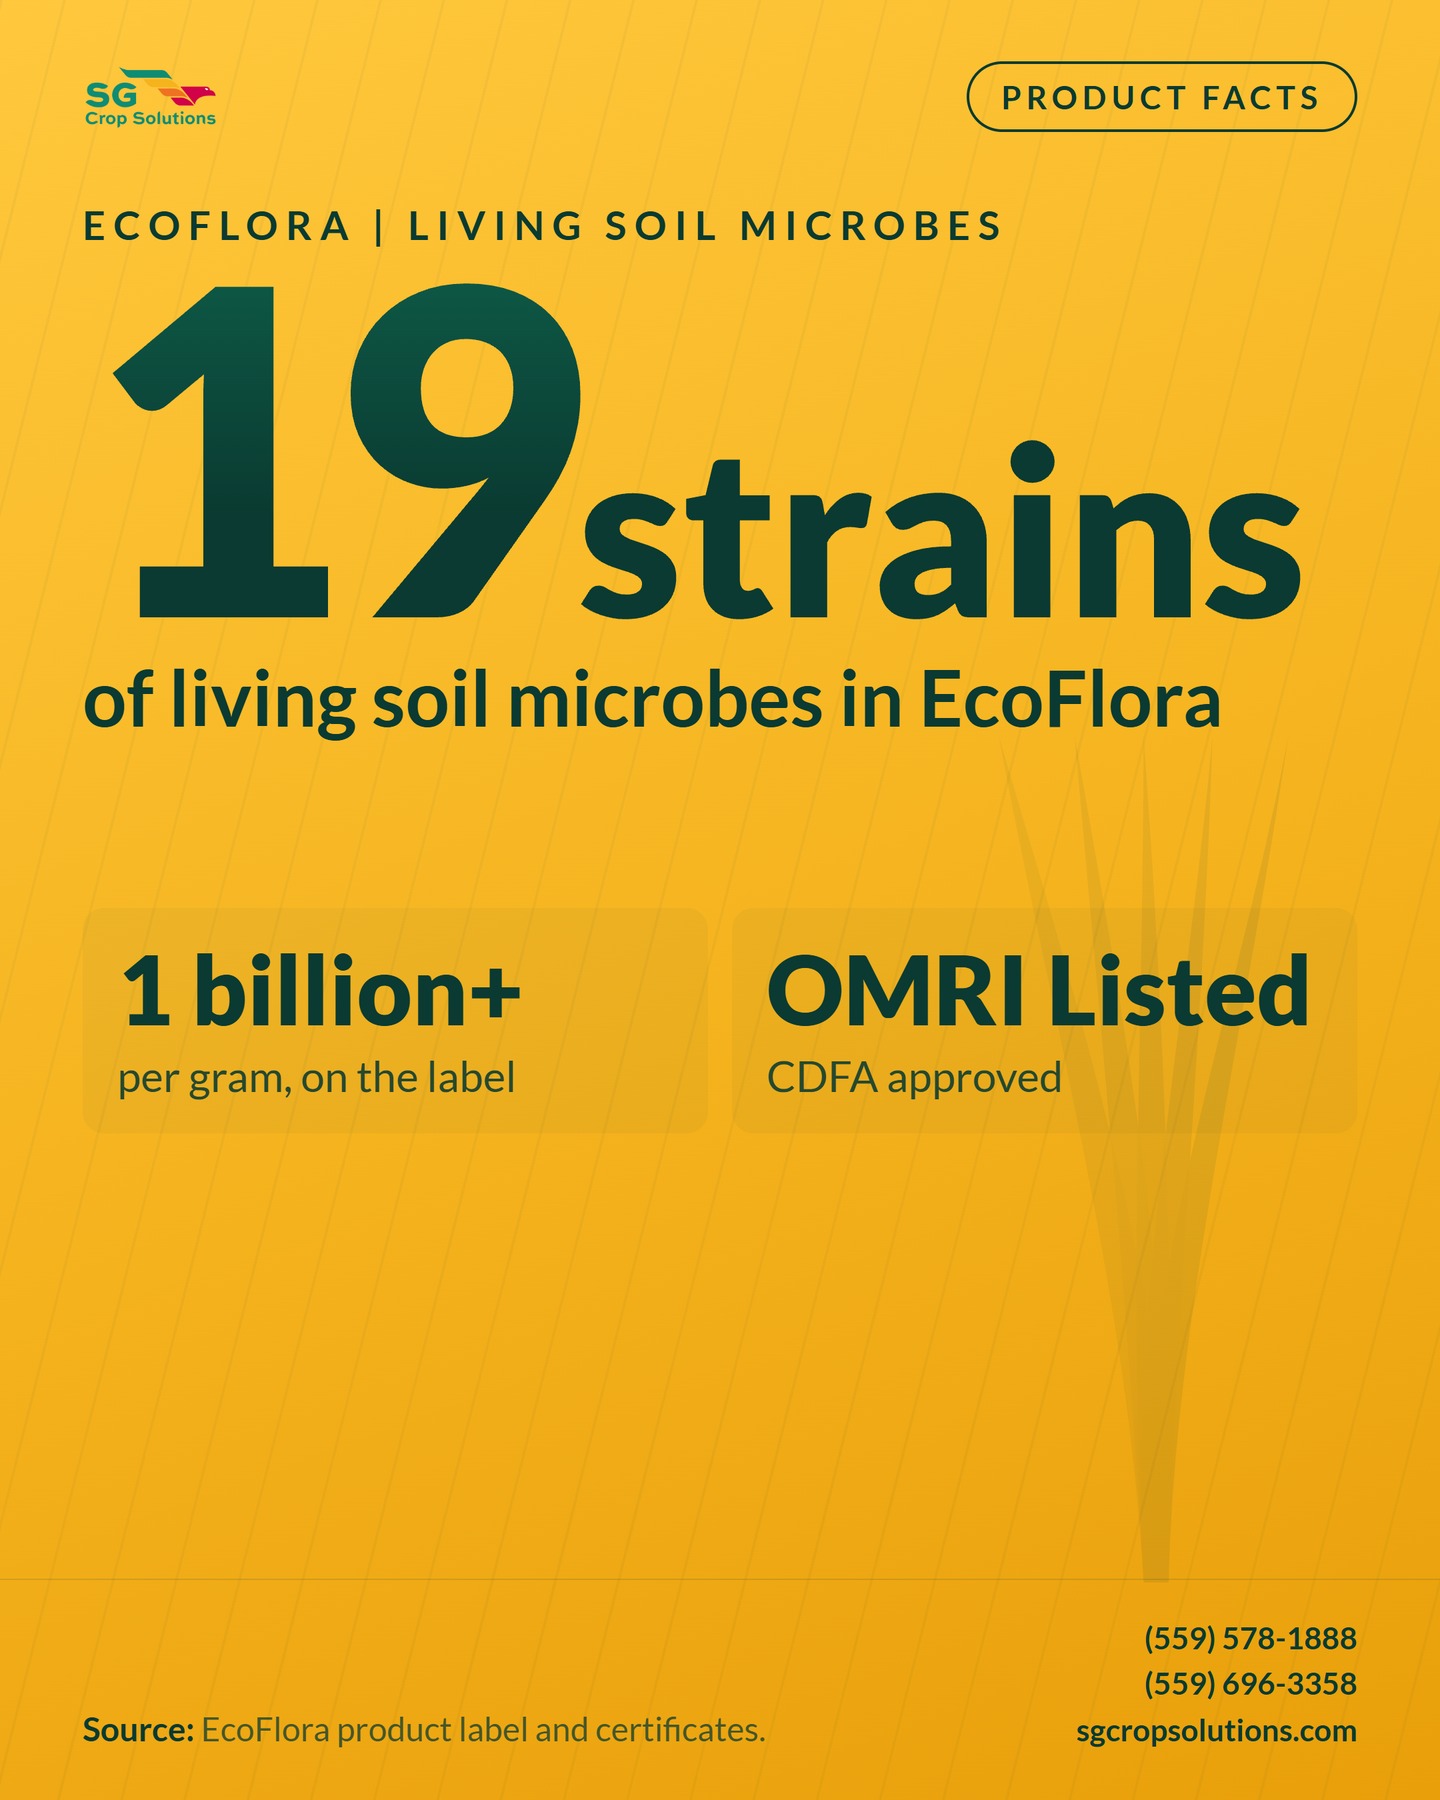 SG
Crop Solutions
PRODUCT FACTS
ECOFLORA | LIVING SOIL MICROBES
19 strains
of living soil microbes in EcoFlora
1 billion+
per gram, on the label
OMRI Listed
CDFA approved
(559) 578-1888
(559) 696-3358
Source: EcoFlora product label and certificates.
sgcropsolutions.com